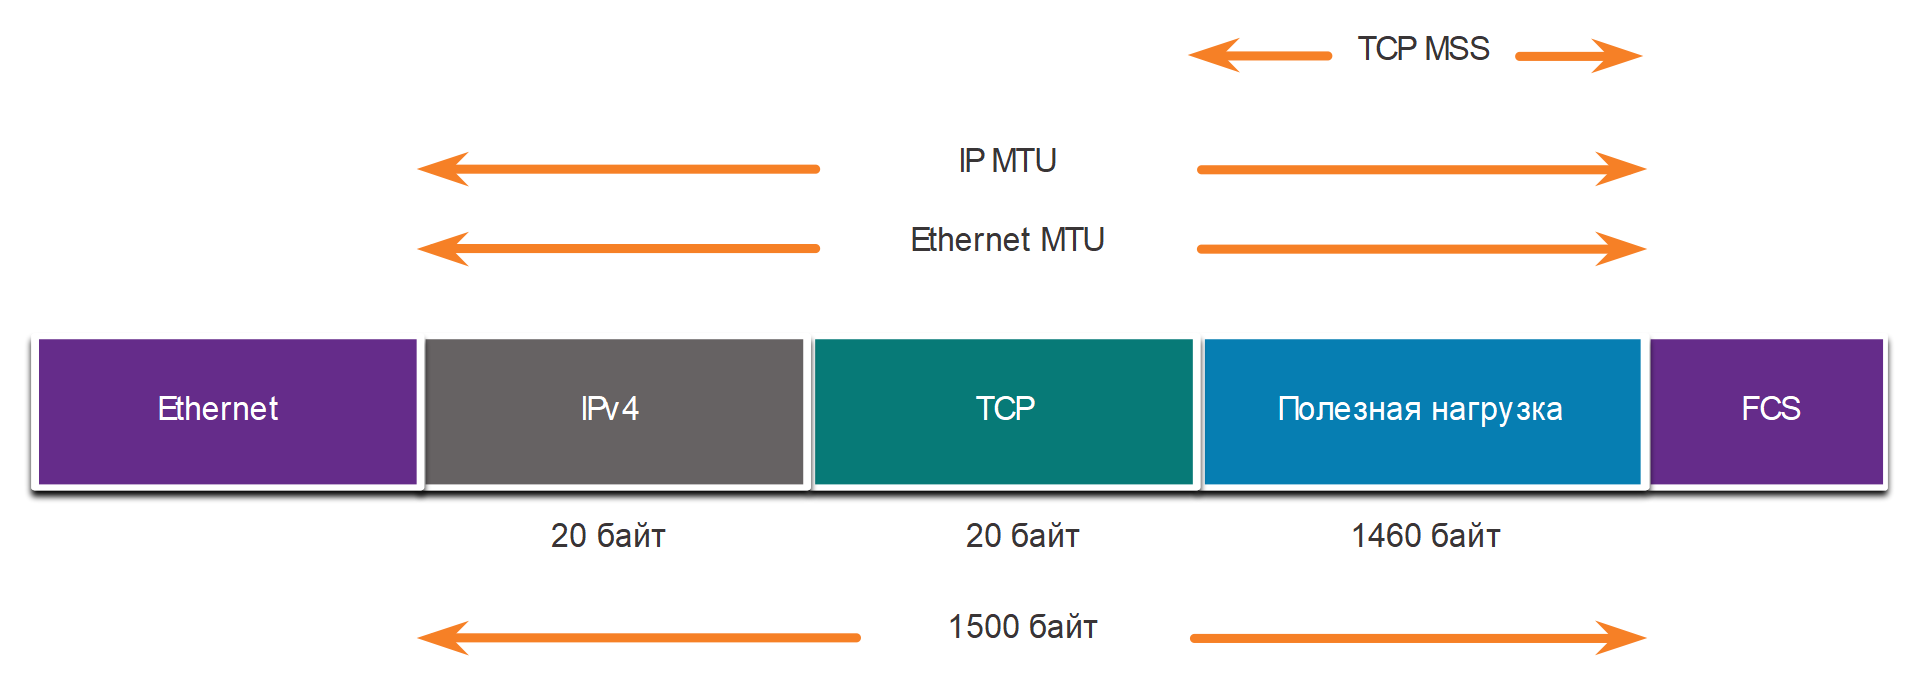 TCP MSS
IP MTU
Ethernet MTU
Ethernet
IPv4
TCP
Полезная нагрузка
FCS
20 байт
20 байт
1460 байт
1500 байт